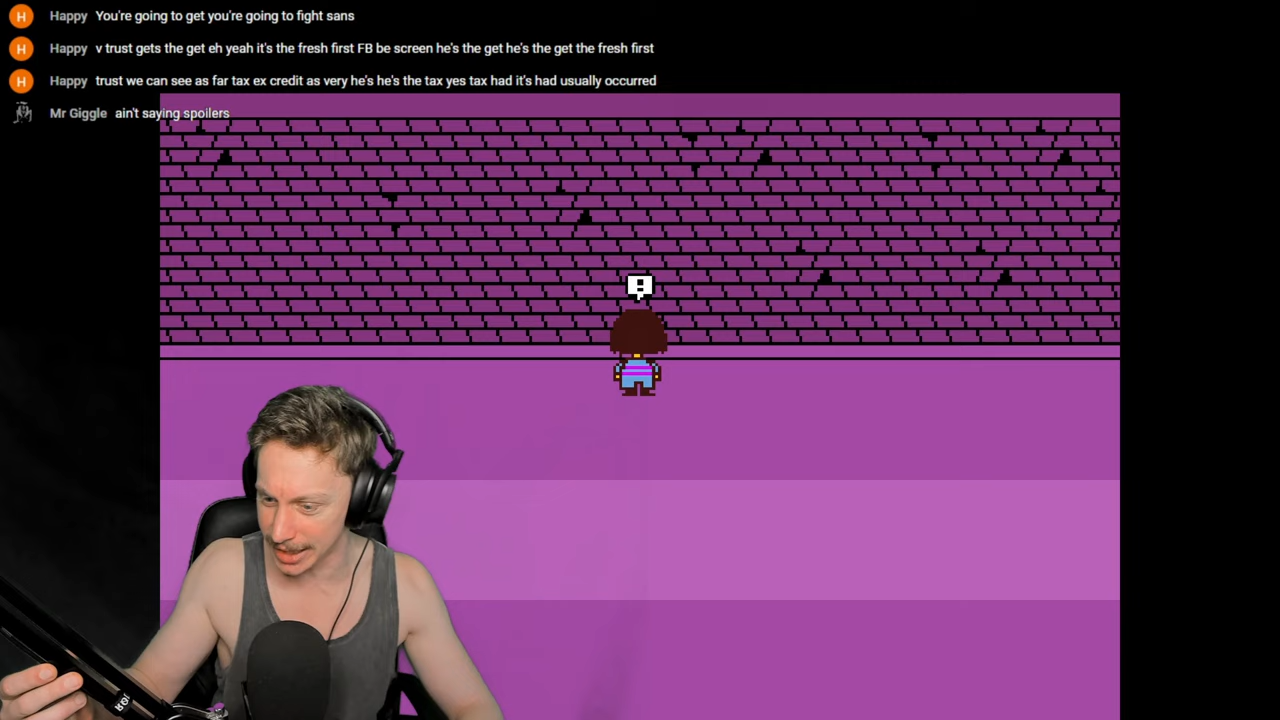 H Happy You're going to get you're going to fight sans
H Happy v trust gets the get eh yeah it's the fresh first FB be screen he's the get he's the get the fresh first
H Happy trust we can see as far tax ex credit as very he's he's the tax yes tax had it's had usually occurred
Mr Giggle ain't saying spoilers
!